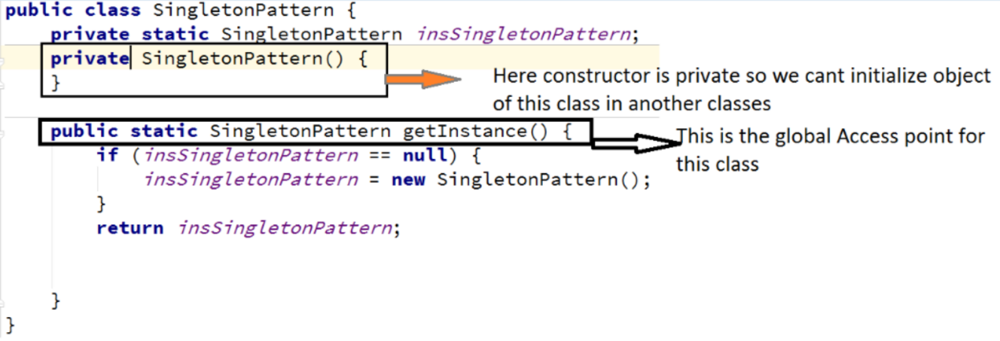 public class SingletonPattern {
private static SingletonPattern insSingletonPattern;
private SingletonPattern() {
}
Here constructor is private so we cant initialize object
of this class in another classes
public static SingletonPattern getInstance() {
This is the global Access point for
this class
if (insSingletonPattern == null) {
insSingletonPattern = new SingletonPattern();
}
return insSingletonPattern;
}
}